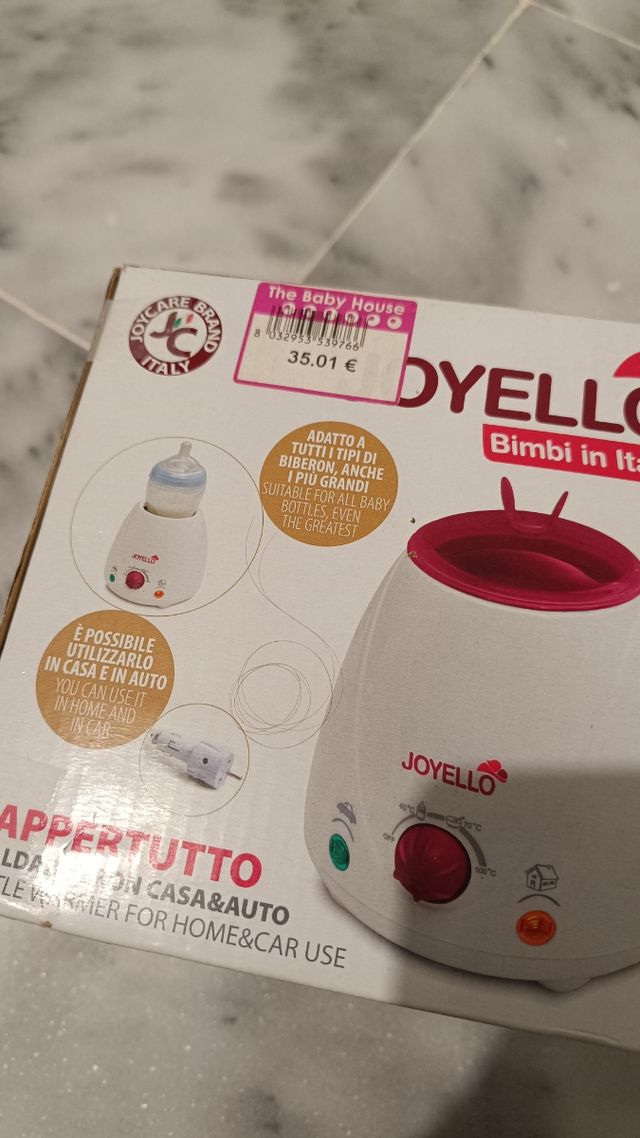 JOYCARE BRAND
JC
ITALY
The Baby House
8 032953 539766
35.01 €
OYELLO
Bimbi in Ita
ADATTO A
TUTTI I TIPI DI
BIBERON, ANCHE
I PIÙ GRANDI
SUITABLE FOR ALL BABY
BOTTLES, EVEN
THE GREATEST
JOYELLO
È POSSIBILE
UTILIZZARLO
IN CASA E IN AUTO
YOU CAN USE IT
IN HOME AND
IN CAR
JOYELLO
OFF
40°C
70°C
100°C
APPERTUTTO
CASA&AUTO
TLE WARMER FOR HOME&CAR USE